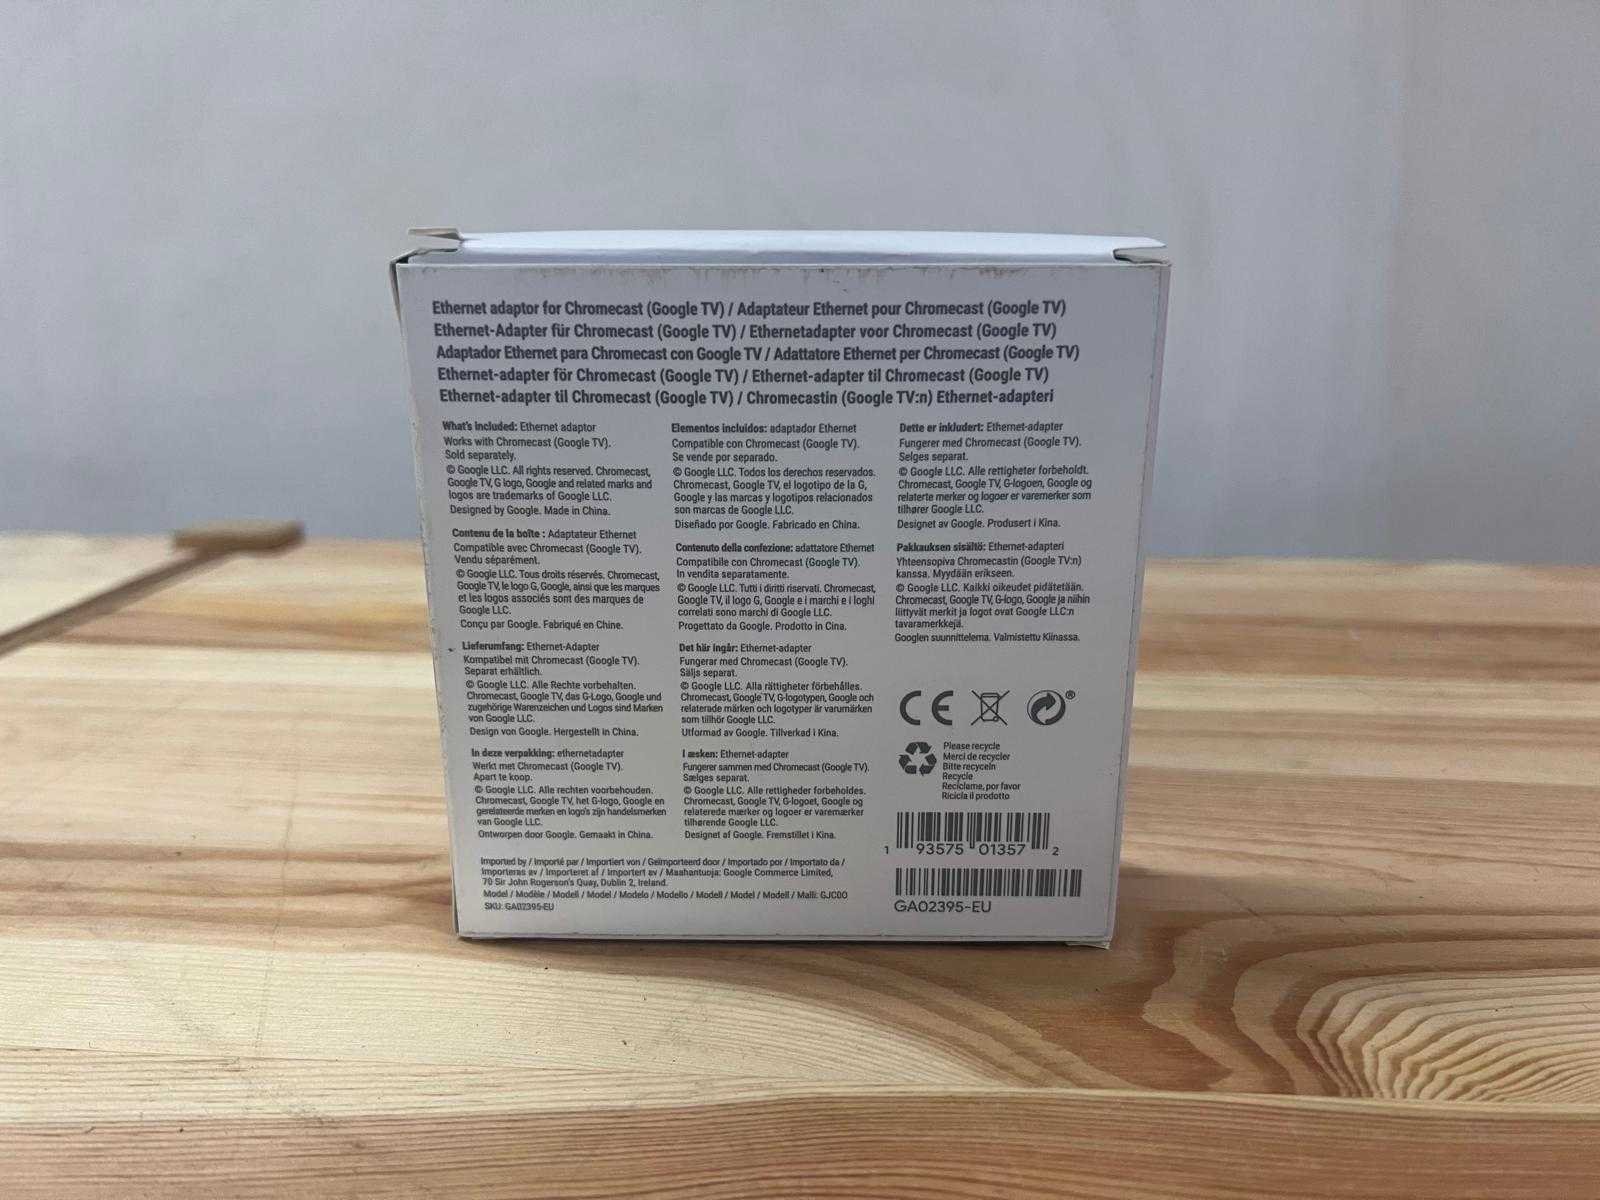 Ethernet adaptor for Chromecast (Google TV) / Adaptateur Ethernet pour Chromecast (Google TV)
Ethernet-Adapter für Chromecast (Google TV) / Ethernetadapter voor Chromecast (Google TV)
Adaptador Ethernet para Chromecast con Google TV / Adattatore Ethernet per Chromecast (Google TV)
Ethernet-adapter för Chromecast (Google TV) / Ethernet-adapter til Chromecast (Google TV)
Ethernet-adapter til Chromecast (Google TV) / Chromecastin (Google TV:n) Ethernet-adapteri
What's included: Ethernet adaptor
Works with Chromecast (Google TV).
Sold separately.
© Google LLC. All rights reserved. Chromecast,
Google TV, G logo, Google and related marks and
logos are trademarks of Google LLC.
Designed by Google. Made in China.
Contenu de la boîte : Adaptateur Ethernet
Compatible avec Chromecast (Google TV).
Vendu séparément.
© Google LLC. Tous droits réservés. Chromecast,
Google TV, le logo G, Google, ainsi que les marques
et les logos associés sont des marques de
Google LLC.
Conçu par Google. Fabriqué en Chine.
Lieferumfang: Ethernet-Adapter
Kompatibel mit Chromecast (Google TV).
Separat erhältlich.
© Google LLC. Alle Rechte vorbehalten.
Chromecast, Google TV, das G-Logo, Google und
zugehörige Warenzeichen und Logos sind Marken
von Google LLC.
Design von Google. Hergestellt in China.
In deze verpakking: ethernetadapter
Werkt met Chromecast (Google TV).
Apart te koop.
© Google LLC. Alle rechten voorbehouden.
Chromecast, Google TV, het G-logo, Google en
gerelateerde merken en logo's zijn handelsmerken
van Google LLC.
Ontworpen door Google. Gemaakt in China.
Elementos incluidos: adaptador Ethernet
Compatible con Chromecast (Google TV).
Se vende por separado.
© Google LLC. Todos los derechos reservados.
Chromecast, Google TV, el logotipo de la G,
Google y las marcas y logotipos relacionados
son marcas de Google LLC.
Diseñado por Google. Fabricado en China.
Contenuto della confezione: adattatore Ethernet
Compatibile con Chromecast (Google TV).
In vendita separatamente.
© Google LLC. Tutti i diritti riservati. Chromecast,
Google TV, il logo G, Google e i marchi e i loghi
correlati sono marchi di Google LLC.
Progettato da Google. Prodotto in Cina.
Det här ingår: Ethernet-adapter
Fungerar med Chromecast (Google TV).
Säljs separat.
© Google LLC. Alla rättigheter förbehålles.
Chromecast, Google TV, G-logotypen, Google och
relaterade märken och logotyper är varumärken
som tillhör Google LLC.
Utformad av Google. Tillverkad i Kina.
I æsken: Ethernet-adapter
Fungerer sammen med Chromecast (Google TV).
Sælges separat.
© Google LLC. Alle rettigheder forbeholdes.
Chromecast, Google TV, G-logoet, Google og
relaterede mærker og logoer er varemærker
tilhørende Google LLC.
Designet af Google. Fremstillet i Kina.
Dette er inkludert: Ethernet-adapter
Fungerer med Chromecast (Google TV).
Selges separat.
© Google LLC. Alle rettigheter forbeholdt.
Chromecast, Google TV, G-logoen, Google og
relaterte merker og logoer er varemerker som
tilhører Google LLC.
Designet av Google. Produsert i Kina.
Pakkauksen sisältö: Ethernet-adapteri
Yhteensopiva Chromecastin (Google TV:n)
kanssa. Myydään erikseen.
© Google LLC. Kaikki oikeudet pidätetään.
Chromecast, Google TV, G-logo, Google ja niihin
liittyvät merkit ja logot ovat Google LLC:n
tavaramerkkejä.
Googlen suunnittelema. Valmistettu Kiinassa.
CE
®
Please recycle
Merci de recycler
Bitte recyceln
Recycle
Reciclame, por favor
Ricicla il prodotto
1 93575 01357 2
GA02395-EU
Imported by / Importé par / Importiert von / Geïmporteerd door / Importado por / Importato da /
Importeras av / Importeret af / Importert av / Maahantuoja: Google Commerce Limited,
70 Sir John Rogerson's Quay, Dublin 2, Ireland.
Model / Modèle / Modell / Model / Modelo / Modello / Modell / Model / Modell / Malli: GJC00
SKU: GA02395-EU